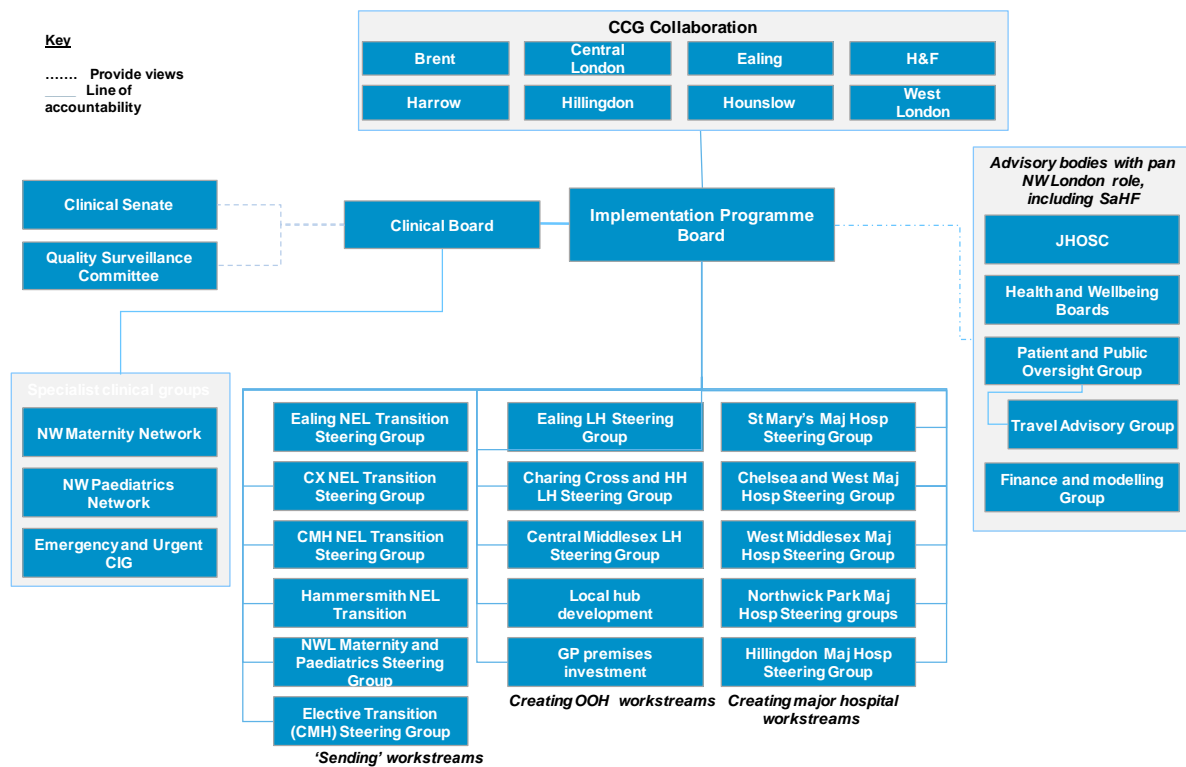 Key
....... Provide views
____ Line of
accountability
CCG Collaboration
Brent
Central
London
Ealing
H&F
Harrow
Hillingdon
Hounslow
West
London
Clinical Senate
Quality Surveillance
Committee
Clinical Board
Implementation Programme
Board
Advisory bodies with pan
NW London role,
including SaHF
JHOSC
Health and Wellbeing
Boards
Patient and Public
Oversight Group
Travel Advisory Group
Finance and modelling
Group
Specialist clinical groups
NW Maternity Network
NW Paediatrics
Network
Emergency and Urgent
CIG
Ealing NEL Transition
Steering Group
CX NEL Transition
Steering Group
CMH NEL Transition
Steering Group
Hammersmith NEL
Transition
NWL Maternity and
Paediatrics Steering
Group
Elective Transition
(CMH) Steering Group
‘Sending’ workstreams
Ealing LH Steering
Group
Charing Cross and HH
LH Steering Group
Central Middlesex LH
Steering Group
Local hub
development
GP premises
investment
Creating OOH workstreams
St Mary’s Maj Hosp
Steering Group
Chelsea and West Maj
Hosp Steering Group
West Middlesex Maj
Hosp Steering Group
Northwick Park Maj
Hosp Steering groups
Hillingdon Maj Hosp
Steering Group
Creating major hospital
workstreams